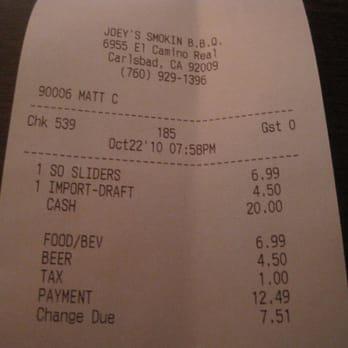 JOEY'S SMOKIN B.B.Q.
6955 El Camino Real
Carlsbad, CA 92009
(760) 929-1396
90006 MATT C
Chk 539 185 Gst 0
Oct22'10 07:58PM
1 SO SLIDERS 6.99
1 IMPORT-DRAFT 4.50
CASH 20.00
FOOD/BEV 6.99
BEER 4.50
TAX 1.00
PAYMENT 12.49
Change Due 7.51